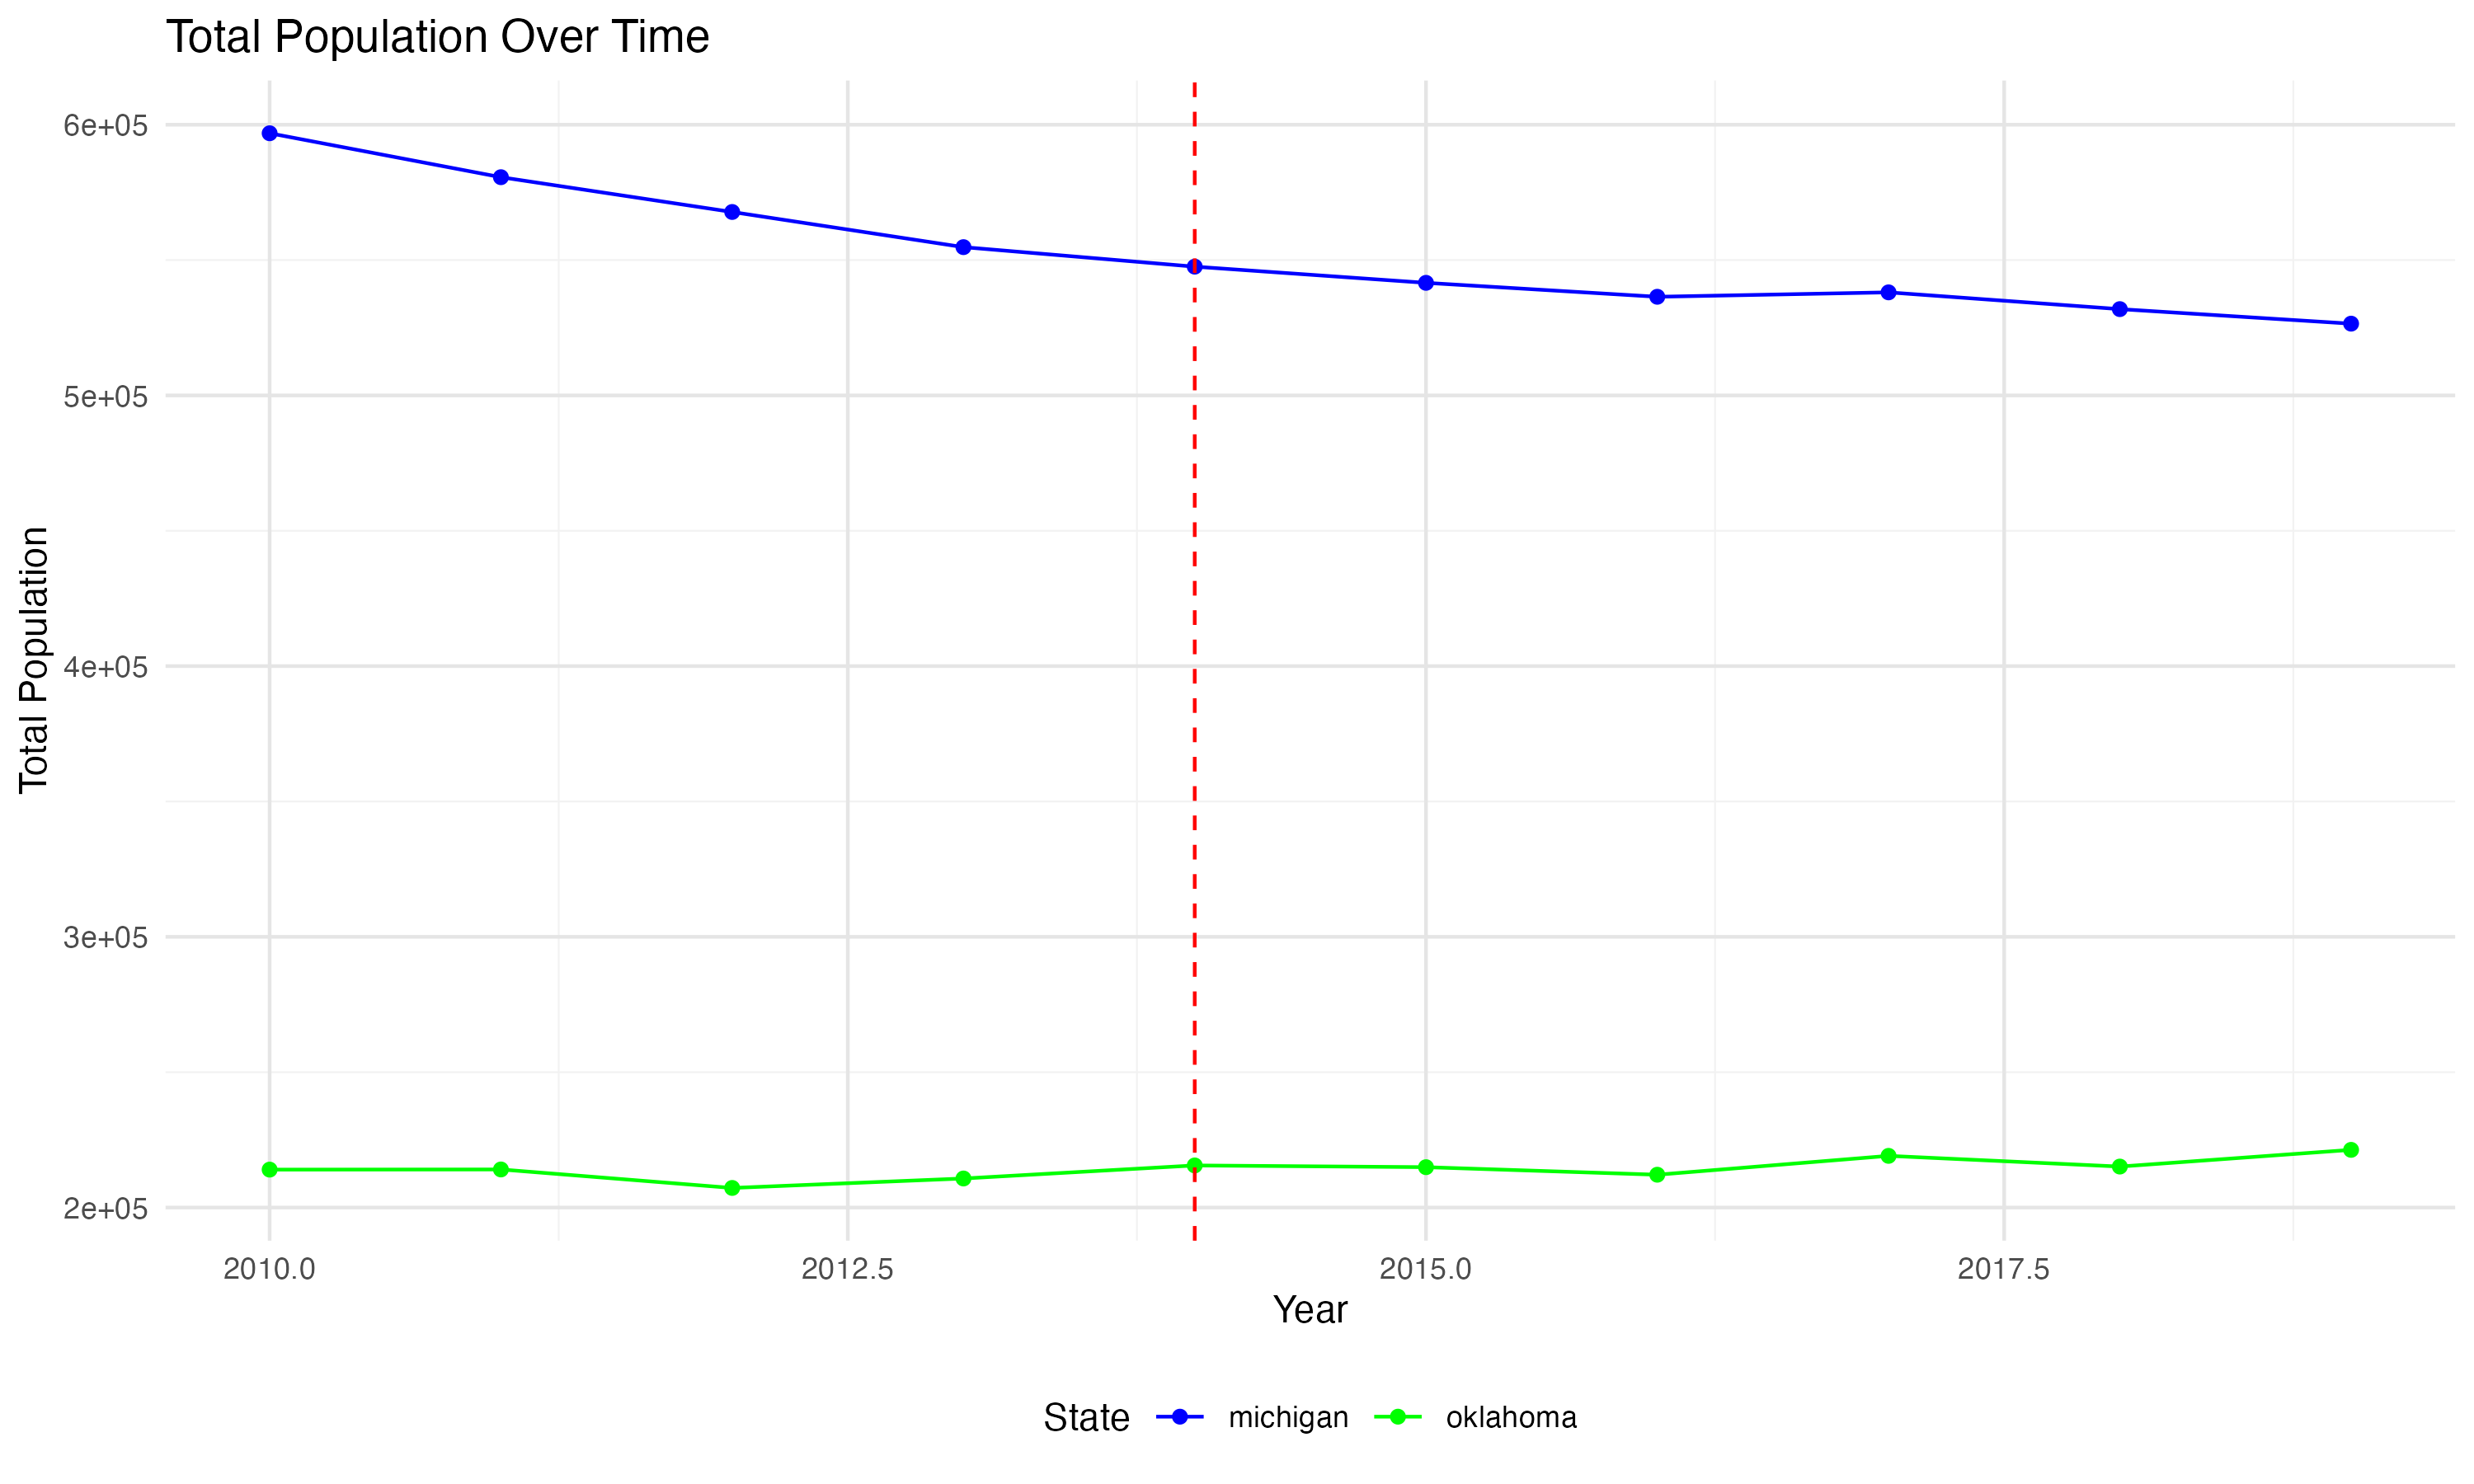 Total Population Over Time
6e+05
5e+05
4e+05
3e+05
2e+05
Total Population
2010.0 2012.5 2015.0 2017.5
Year
State michigan oklahoma